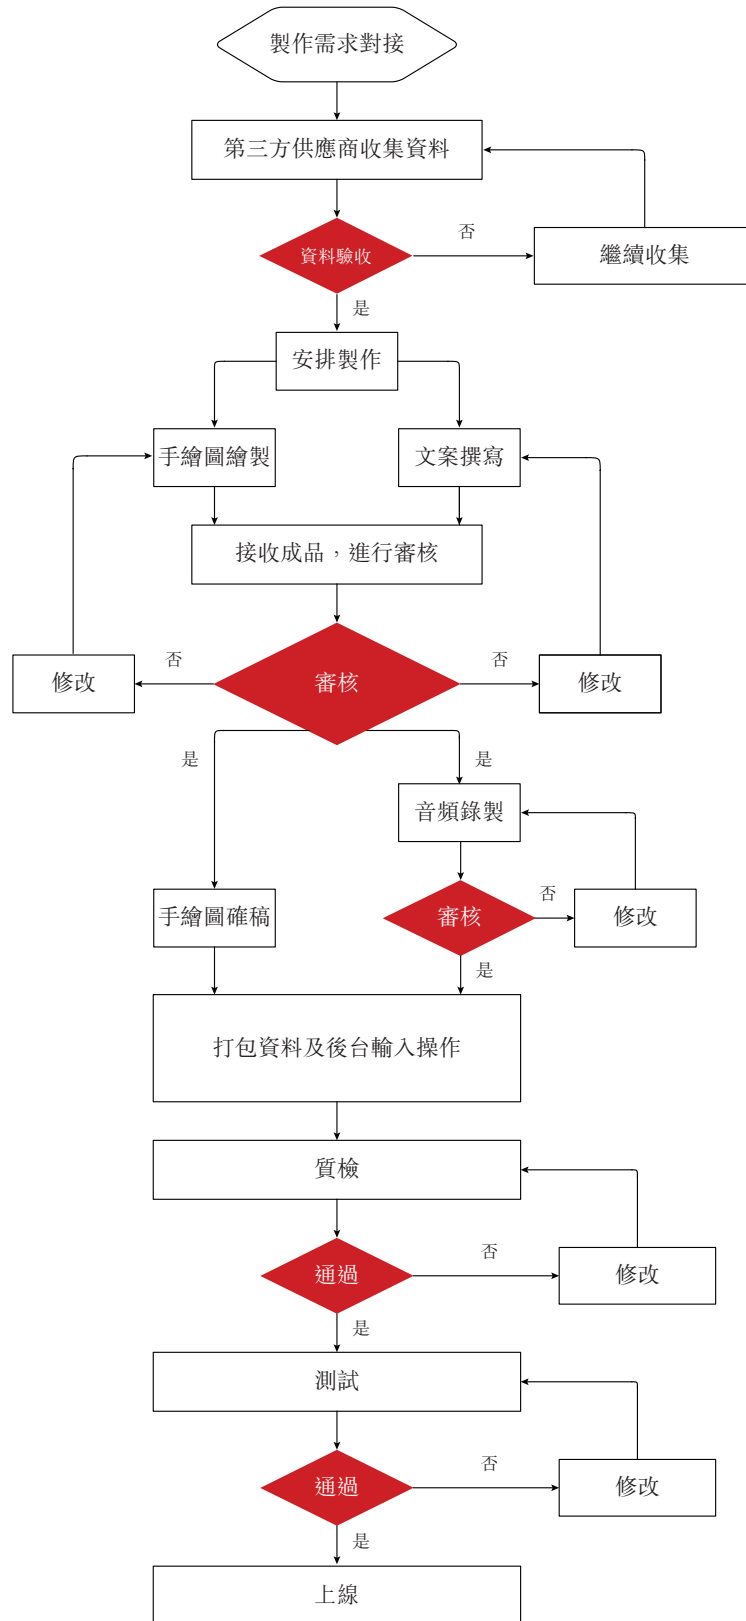 製作需求對接
第三方供應商收集資料
資料驗收
否
繼續收集
是
安排製作
手繪圖繪製
文案撰寫
接收成品，進行審核
修改
否
審核
否
修改
是
是
音頻錄製
手繪圖確稿
審核
否
修改
是
打包資料及後台輸入操作
质檢
通過
否
修改
是
測試
通過
否
修改
是
上線